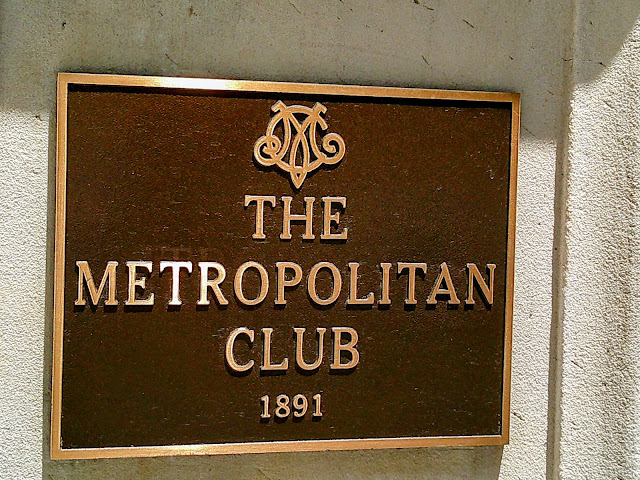 THE
METROPOLITAN
CLUB
1891